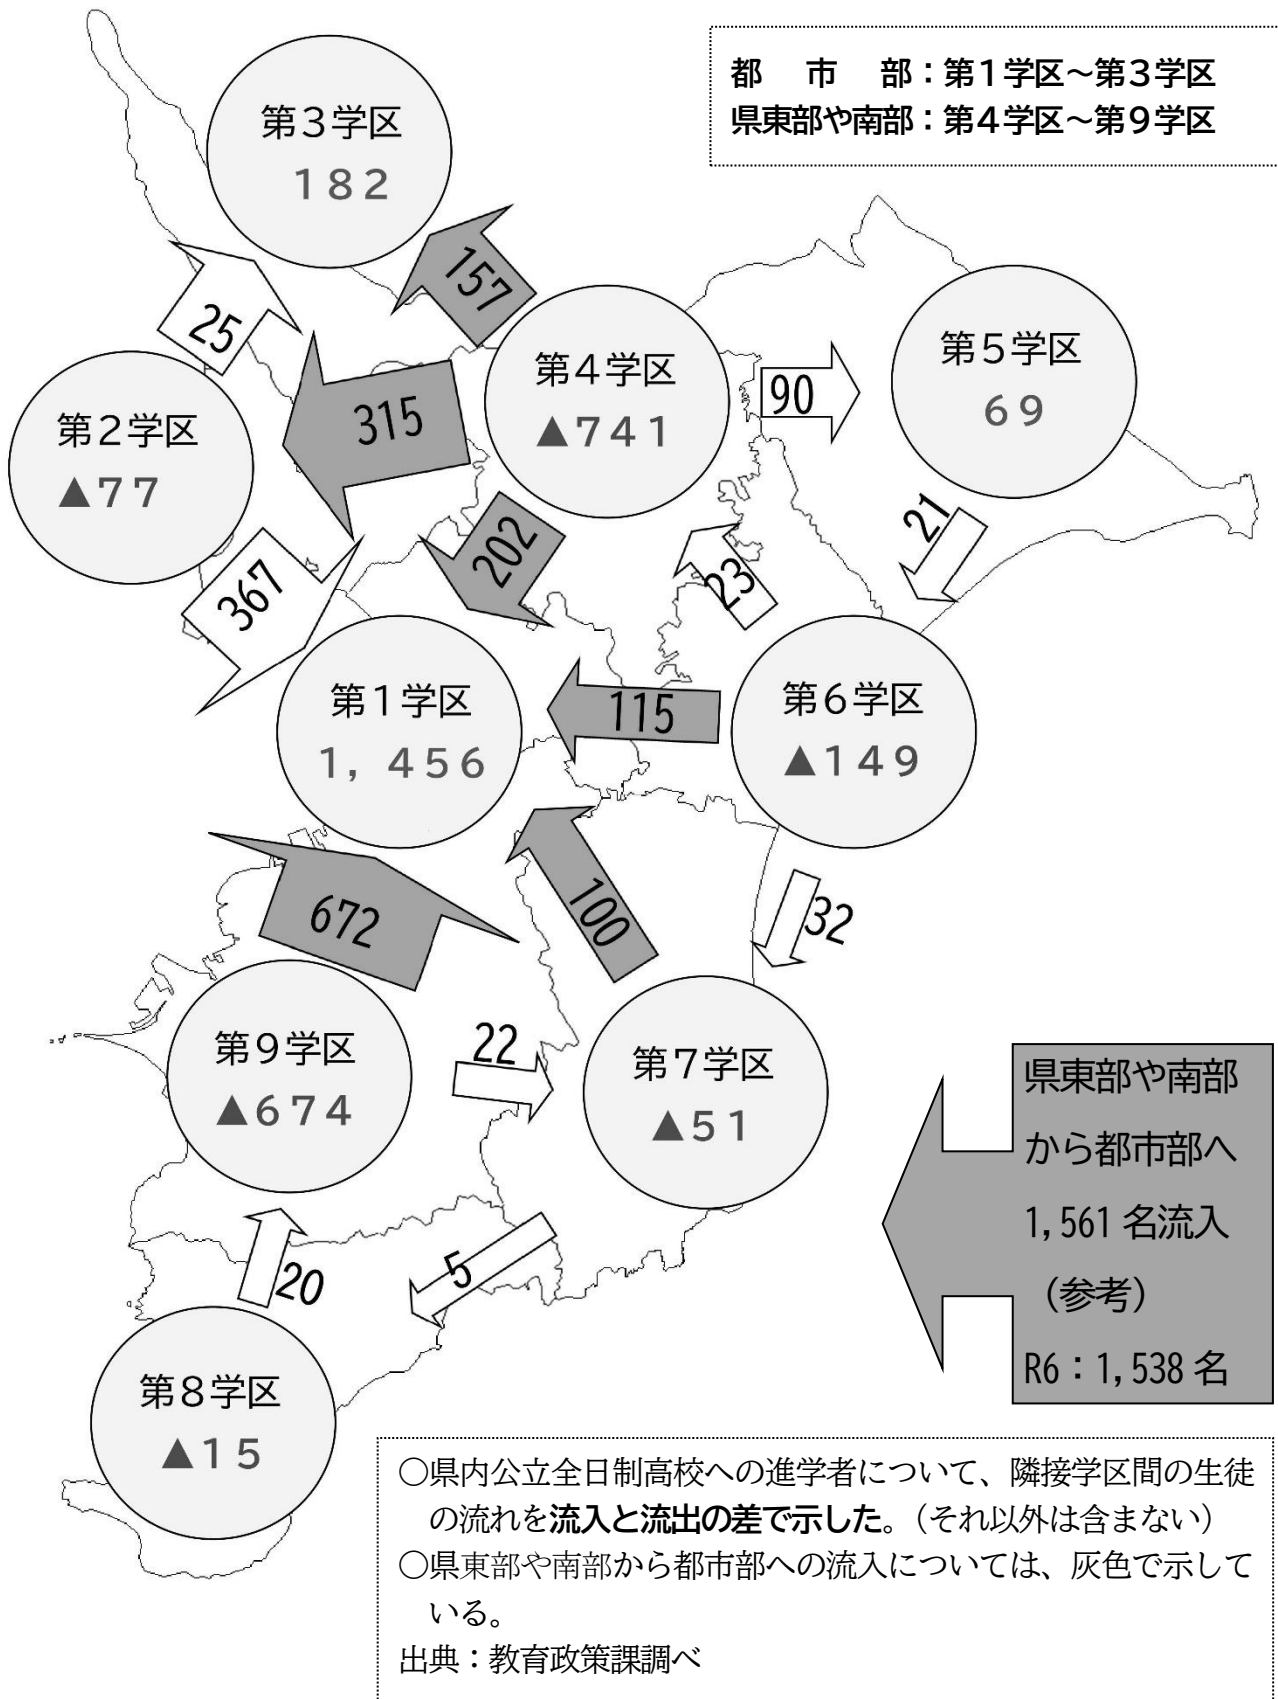 都市部：第１学区～第３学区
県東部や南部：第４学区～第９学区
第３学区
１８２
157
25
第４学区
▲７４１
第５学区
６９
90
315
第２学区
▲７７
21
202
23
367
第１学区
１，４５６
115
第６学区
▲１４９
672
100
32
第９学区
▲６７４
22
第７学区
▲５１
県東部や南部
から都市部へ
1,561 名流入
（参考）
R6：1,538 名
20
5
第８学区
▲１５
○県内公立全日制高校への進学者について、隣接学区間の生徒
の流れを流入と流出の差で示した。（それ以外は含まない）
○県東部や南部から都市部への流入については、灰色で示して
いる。
出典：教育政策課調べ